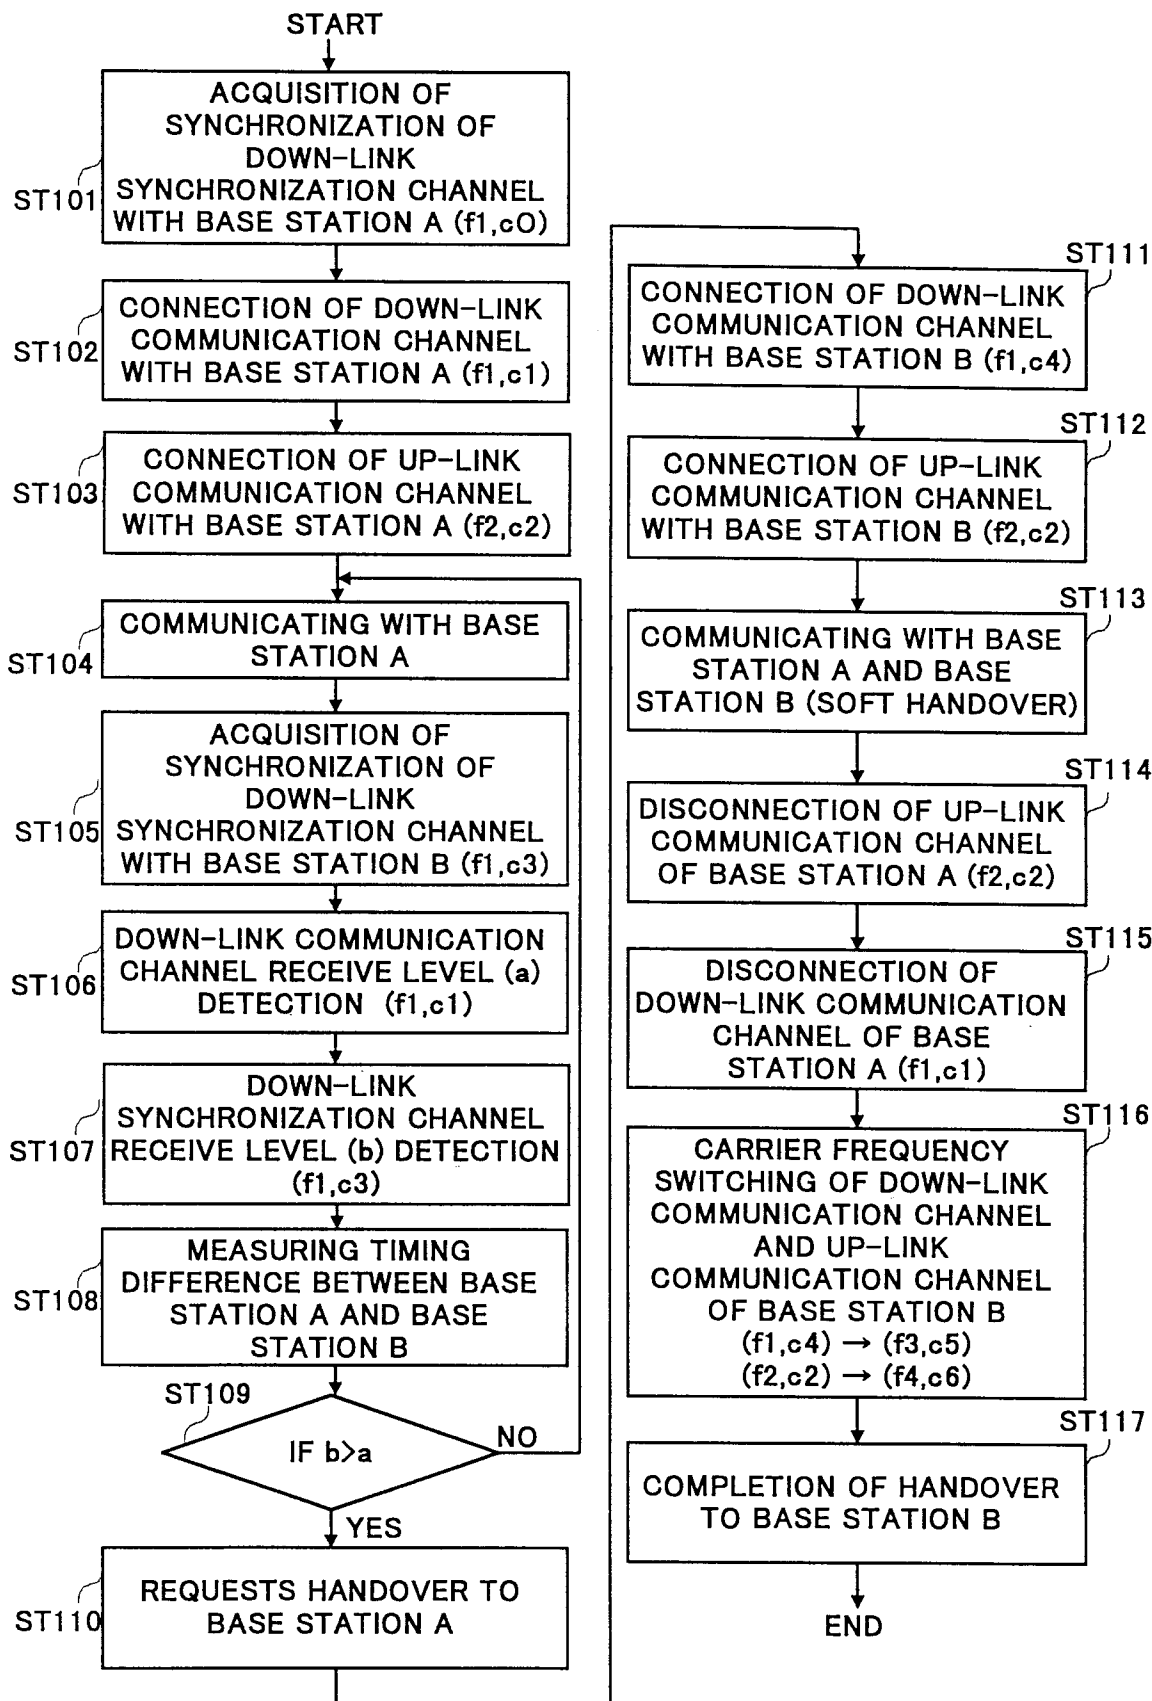 START
ACQUISITION OF
SYNCHRONIZATION OF
DOWN-LINK
SYNCHRONIZATION CHANNEL
WITH BASE STATION A (f1,c0)
ST101
CONNECTION OF DOWN-LINK
COMMUNICATION CHANNEL
WITH BASE STATION A (f1,c1)
ST102
CONNECTION OF UP-LINK
COMMUNICATION CHANNEL
WITH BASE STATION A (f2,c2)
ST103
COMMUNICATING WITH BASE
STATION A
ST104
ACQUISITION OF
SYNCHRONIZATION OF
DOWN-LINK
SYNCHRONIZATION CHANNEL
WITH BASE STATION B (f1,c3)
ST105
DOWN-LINK COMMUNICATION
CHANNEL RECEIVE LEVEL (a)
DETECTION (f1,c1)
ST106
DOWN-LINK
SYNCHRONIZATION CHANNEL
RECEIVE LEVEL (b) DETECTION
(f1,c3)
ST107
MEASURING TIMING
DIFFERENCE BETWEEN BASE
STATION A AND BASE
STATION B
ST108
ST109
IF b>a
NO
YES
REQUESTS HANDOVER TO
BASE STATION A
ST110
ST111
CONNECTION OF DOWN-LINK
COMMUNICATION CHANNEL
WITH BASE STATION B (f1,c4)
ST112
CONNECTION OF UP-LINK
COMMUNICATION CHANNEL
WITH BASE STATION B (f2,c2)
ST113
COMMUNICATING WITH BASE
STATION A AND BASE
STATION B (SOFT HANDOVER)
ST114
DISCONNECTION OF UP-LINK
COMMUNICATION CHANNEL
OF BASE STATION A (f2,c2)
ST115
DISCONNECTION OF
DOWN-LINK COMMUNICATION
CHANNEL OF BASE
STATION A (f1,c1)
ST116
CARRIER FREQUENCY
SWITCHING OF DOWN-LINK
COMMUNICATION CHANNEL
AND UP-LINK
COMMUNICATION CHANNEL
OF BASE STATION B
(f1,c4) → (f3,c5)
(f2,c2) → (f4,c6)
ST117
COMPLETION OF HANDOVER
TO BASE STATION B
END